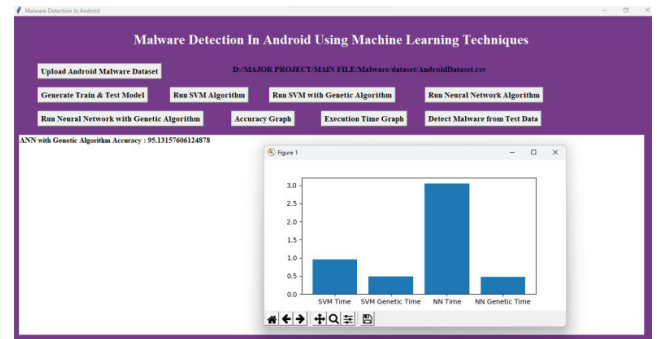 Malware Detection In Android
Malware Detection In Android Using Machine Learning Techniques
Upload Android Malware Dataset
D:/MAJOR PROJECT/MAIN FILE/Malware/dataset/AndroidDataset.csv
Generate Train & Test Model
Run SVM Algorithm
Run SVM with Genetic Algorithm
Run Neural Network Algorithm
Run Neural Network with Genetic Algorithm
Accuracy Graph
Execution Time Graph
Detect Malware from Test Data
ANN with Genetic Algorithm Accuracy : 95.13157606124878
Figure 1
3.0
2.5
2.0
1.5
1.0
0.5
0.0
SVM Time SVM Genetic Time NN Time NN Genetic Time